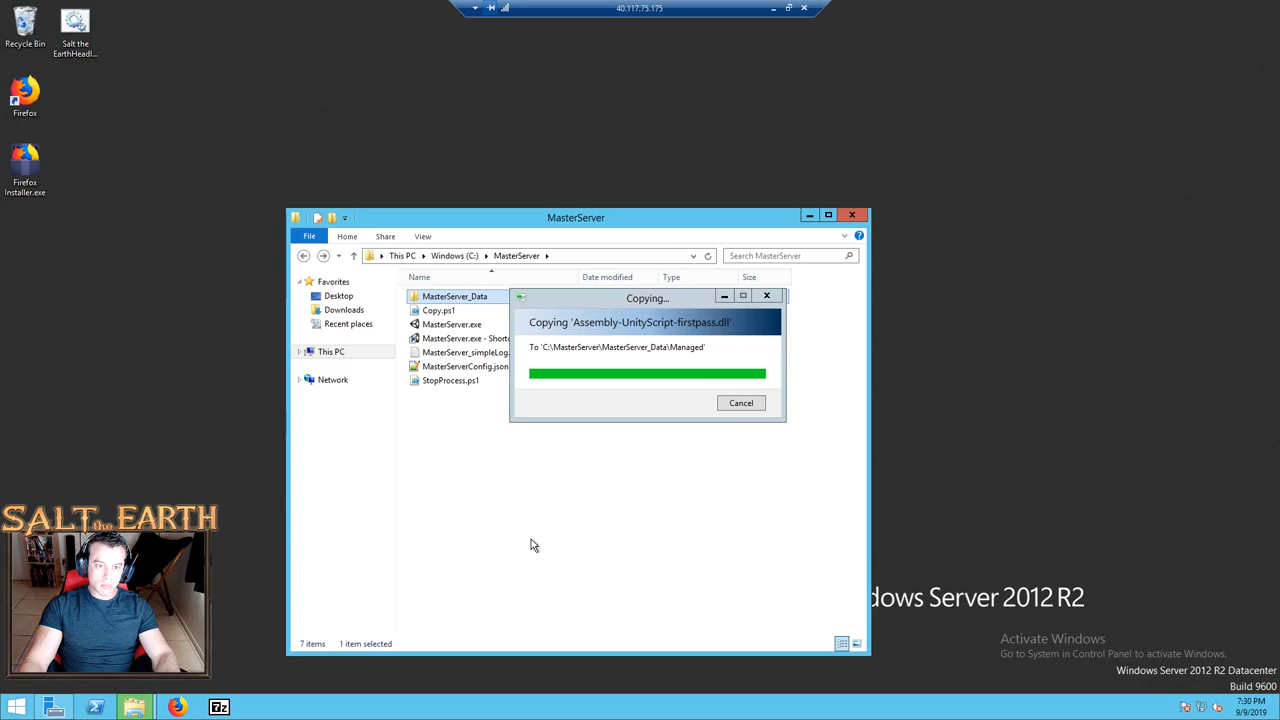 40.117.75.175
Recycle Bin
Salt the
EarthHeadl...
Firefox
Firefox
Installer.exe
MasterServer
File
Home
Share
View
This PC
Windows (C:)
MasterServer
Search MasterServer
Favorites
Desktop
Downloads
Recent places
This PC
Network
Name
Date modified
Type
Size
MasterServer_Data
Copy.ps1
MasterServer.exe
MasterServer.exe - Shortc
MasterServer_simpleLog.
MasterServerConfig.json
StopProcess.ps1
Copying...
Copying 'Assembly-UnityScript-firstpass.dll'
To 'C:\MasterServer\MasterServer_Data\Managed'
Cancel
7 items
1 item selected
SALT the EARTH
dows Server 2012 R2
Activate Windows
Go to System in Control Panel to activate Windows.
Windows Server 2012 R2 Datacenter
Build 9600
7z
7:30 PM
9/9/2019